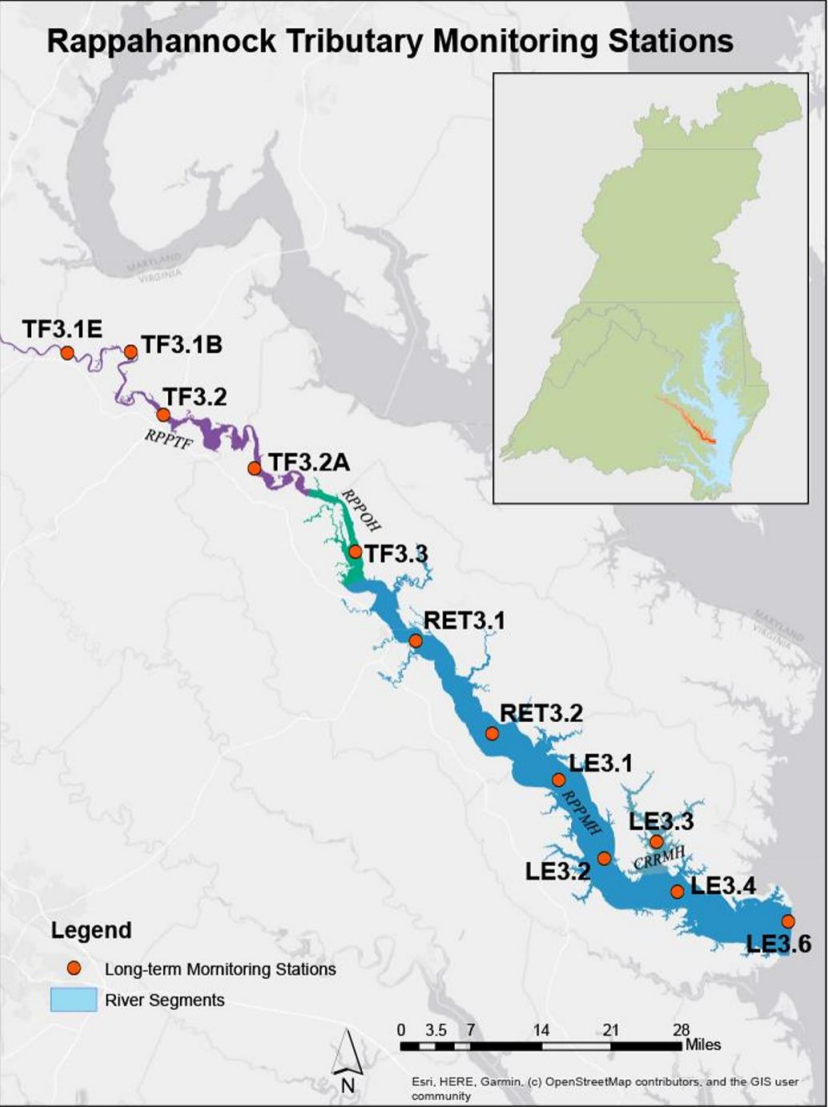 Rappahannock Tributary Monitoring Stations
MARYLAND
VIRGINIA
TF3.1E
TF3.1B
TF3.2
RPPTF
TF3.2A
RPPOH
TF3.3
RET3.1
MARYLAND
VIRGINIA
RET3.2
LE3.1
RPPMH
LE3.3
CRRMH
LE3.2
LE3.4
LE3.6
Legend
Long-term Mornitoring Stations
River Segments
0 3.5 7 14 21 28
Miles
N
Esri, HERE, Garmin, (c) OpenStreetMap contributors, and the GIS user
community